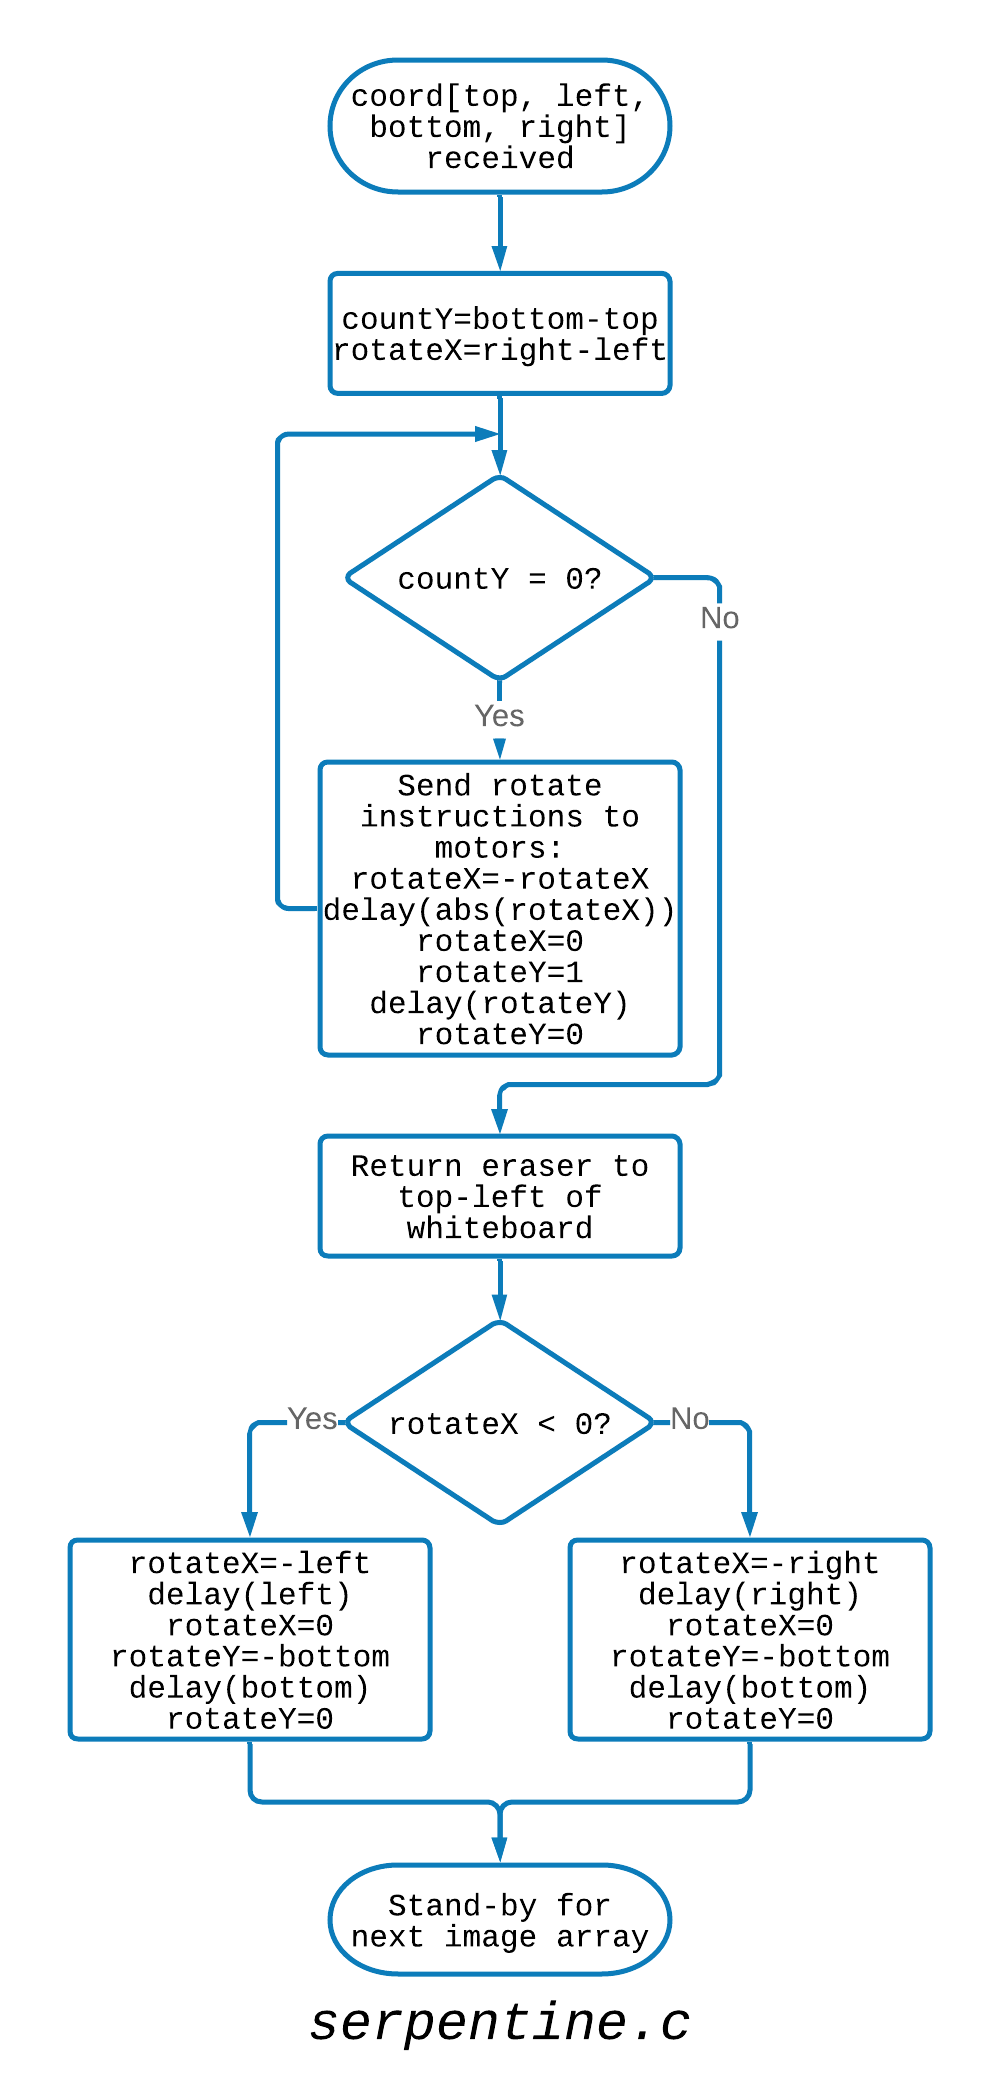 coord[top, left,
bottom, right]
received
countY=bottom-top
rotateX=right-left
countY = 0?
No
Yes
Send rotate
instructions to
motors:
rotateX=-rotateX
delay(abs(rotateX))
rotateX=0
rotateY=1
delay(rotateY)
rotateY=0
Return eraser to
top-left of
whiteboard
rotateX < 0?
Yes
No
rotateX=-left
delay(left)
rotateX=0
rotateY=-bottom
delay(bottom)
rotateY=0
rotateX=-right
delay(right)
rotateX=0
rotateY=-bottom
delay(bottom)
rotateY=0
Stand-by for
next image array
serpentine.c